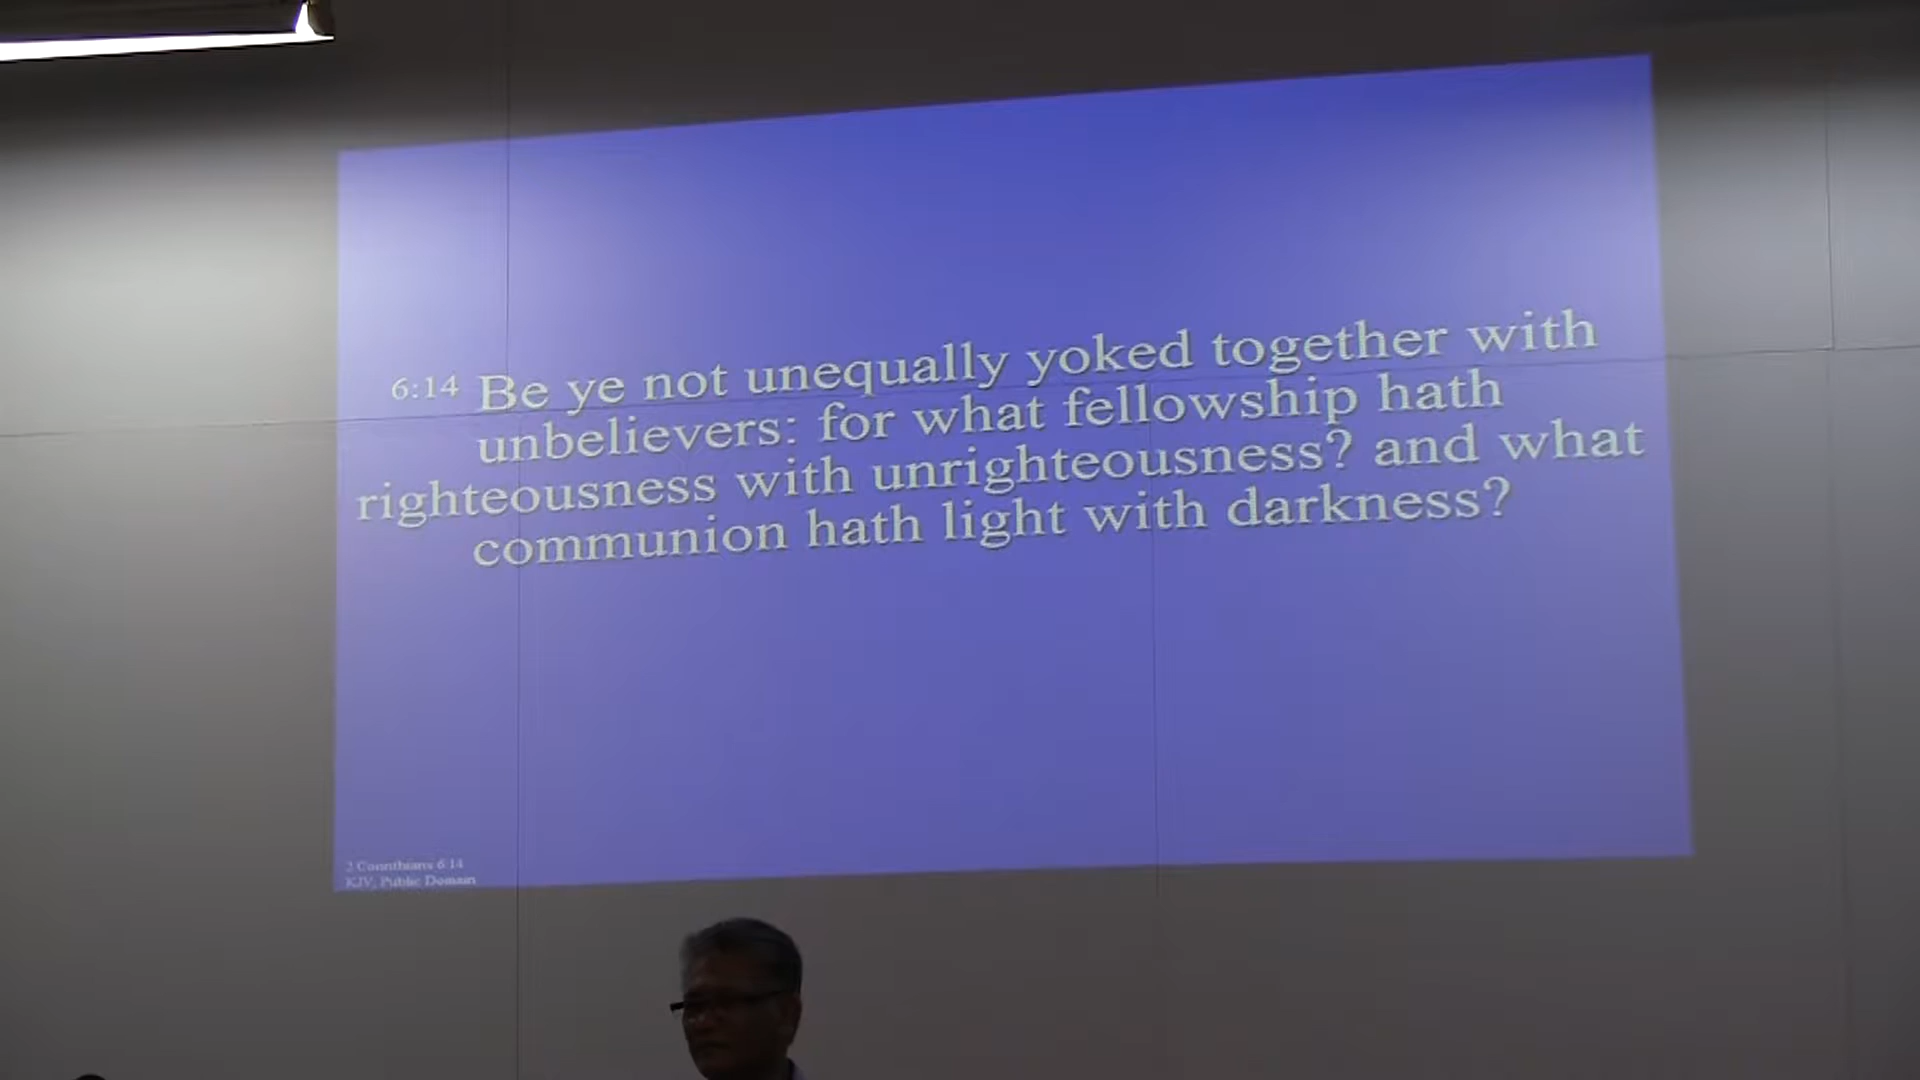 6:14 Be ye not unequally yoked together with
unbelievers: for what fellowship hath
righteousness with unrighteousness? and what
communion hath light with darkness?
2 Corinthians 6:14
KJV, Public Domain